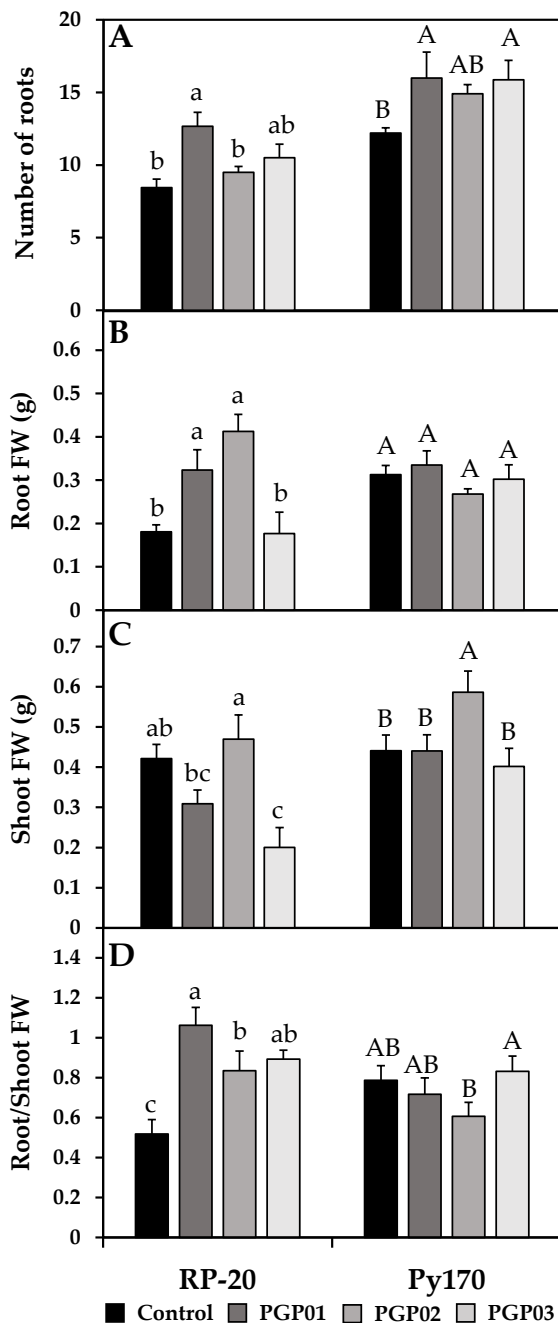 A
Number of roots
20
15
10
5
0
b a b ab B A AB A
B
Root FW (g)
0.6
0.5
0.4
0.3
0.2
0.1
0
b a a b A A A A
C
Shoot FW (g)
0.7
0.6
0.5
0.4
0.3
0.2
0.1
0
ab bc a c B B A B
D
Root/Shoot FW
1.4
1.2
1
0.8
0.6
0.4
0.2
0
c a b ab AB AB B A
RP-20 Py170
Control PGP01 PGP02 PGP03